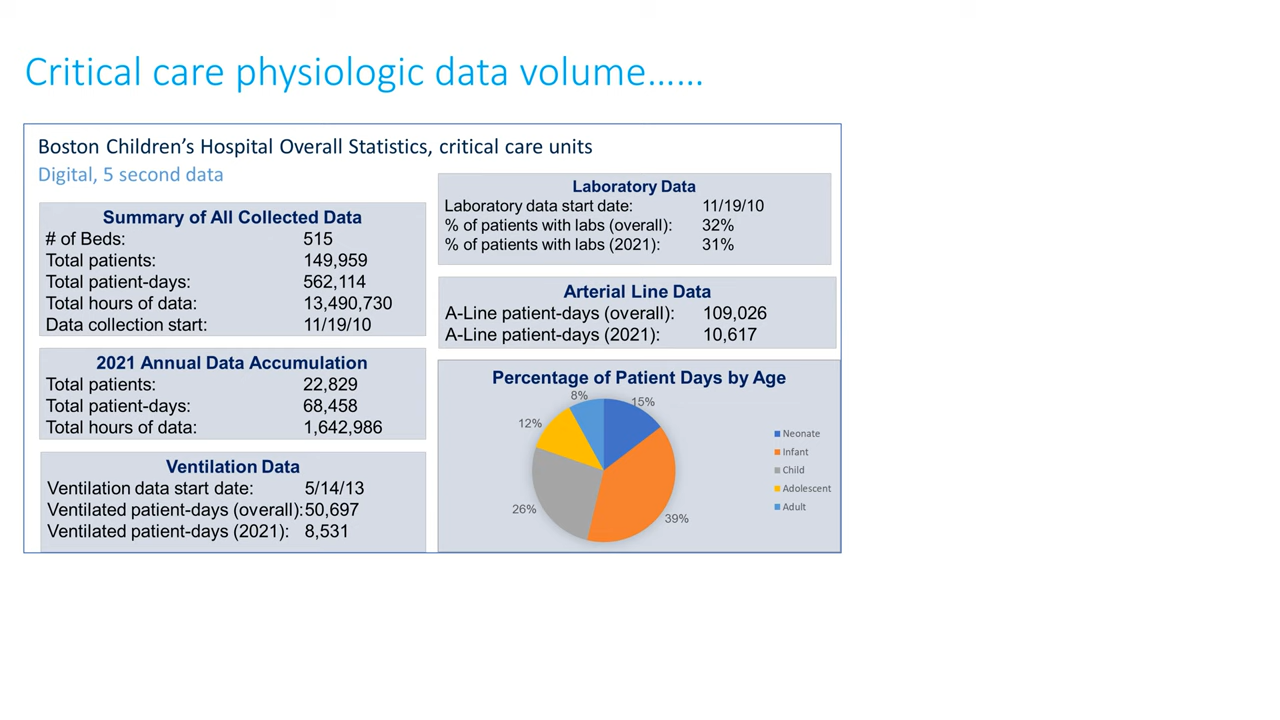 Critical care physiologic data volume……
Boston Children's Hospital Overall Statistics, critical care units
Digital, 5 second data
Summary of All Collected Data
# of Beds: 515
Total patients: 149,959
Total patient-days: 562,114
Total hours of data: 13,490,730
Data collection start: 11/19/10
2021 Annual Data Accumulation
Total patients: 22,829
Total patient-days: 68,458
Total hours of data: 1,642,986
Ventilation Data
Ventilation data start date: 5/14/13
Ventilated patient-days (overall): 50,697
Ventilated patient-days (2021): 8,531
Laboratory Data
Laboratory data start date: 11/19/10
% of patients with labs (overall): 32%
% of patients with labs (2021): 31%
Arterial Line Data
A-Line patient-days (overall): 109,026
A-Line patient-days (2021): 10,617
Percentage of Patient Days by Age
8%
15%
12%
26%
39%
Neonate
Infant
Child
Adolescent
Adult